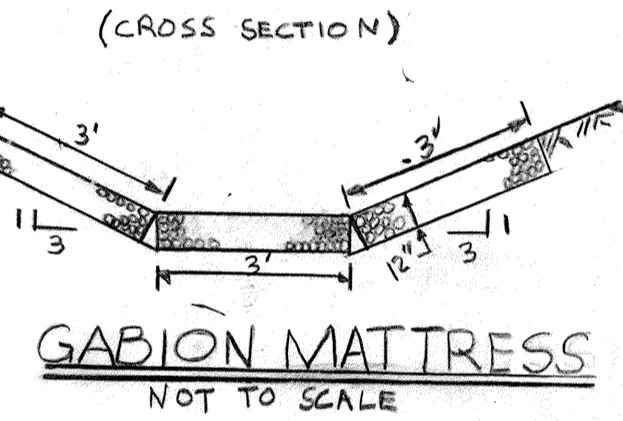 (CROSS SECTION)
3'
3'
1
3
3'
12"
3
1
GABION MATTRESS
NOT TO SCALE